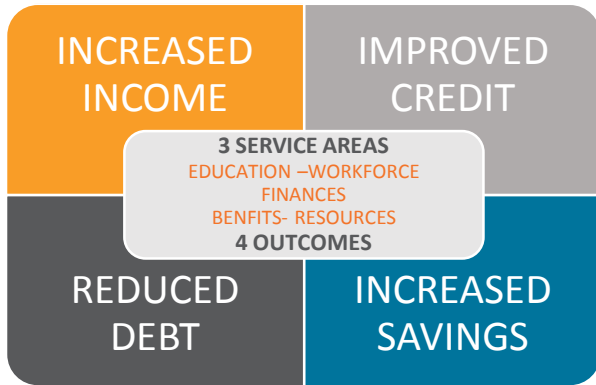 INCREASED
INCOME
IMPROVED
CREDIT
3 SERVICE AREAS
EDUCATION –WORKFORCE
FINANCES
BENFITS- RESOURCES
4 OUTCOMES
REDUCED
DEBT
INCREASED
SAVINGS